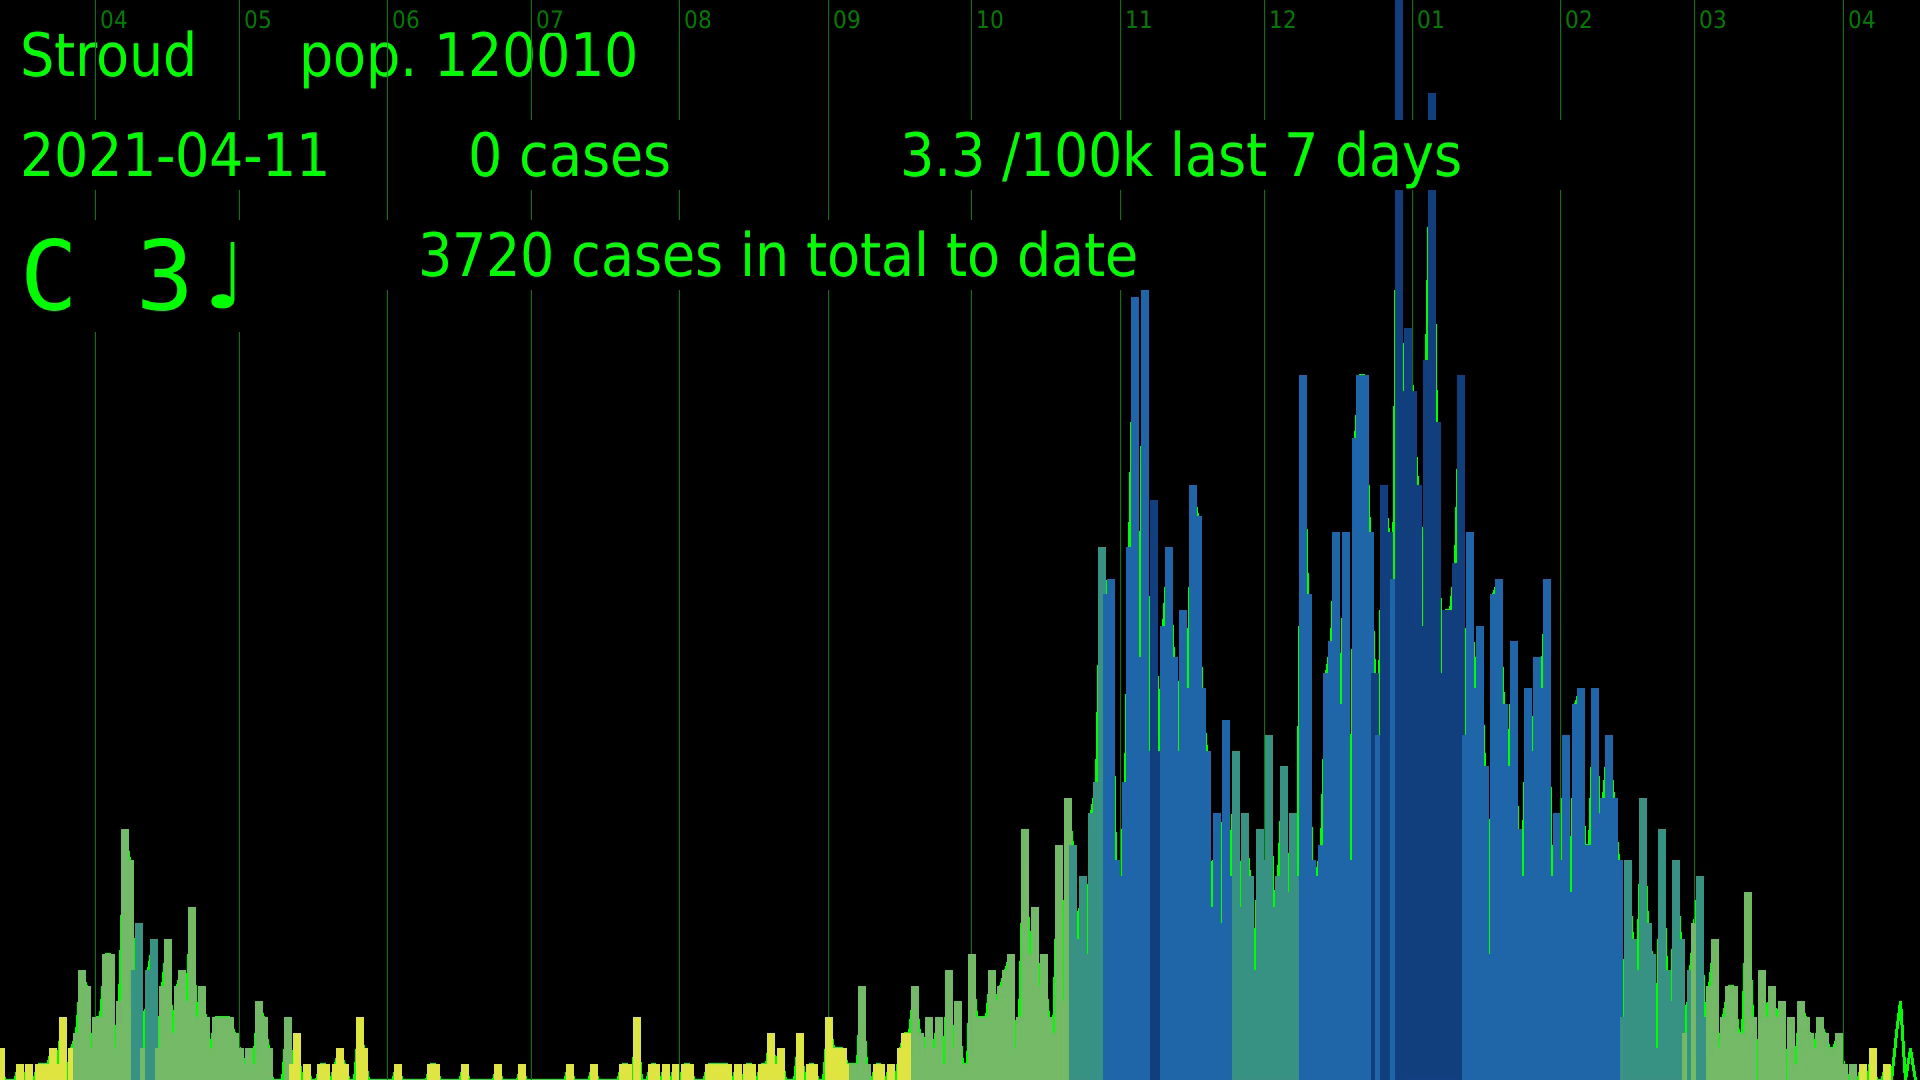 04 05 06 07 08 09 10 11 12 01 02 03 04
Stroud pop. 120010
2021-04-11 0 cases 3.3 /100k last 7 days
C 3♩ 3720 cases in total to date